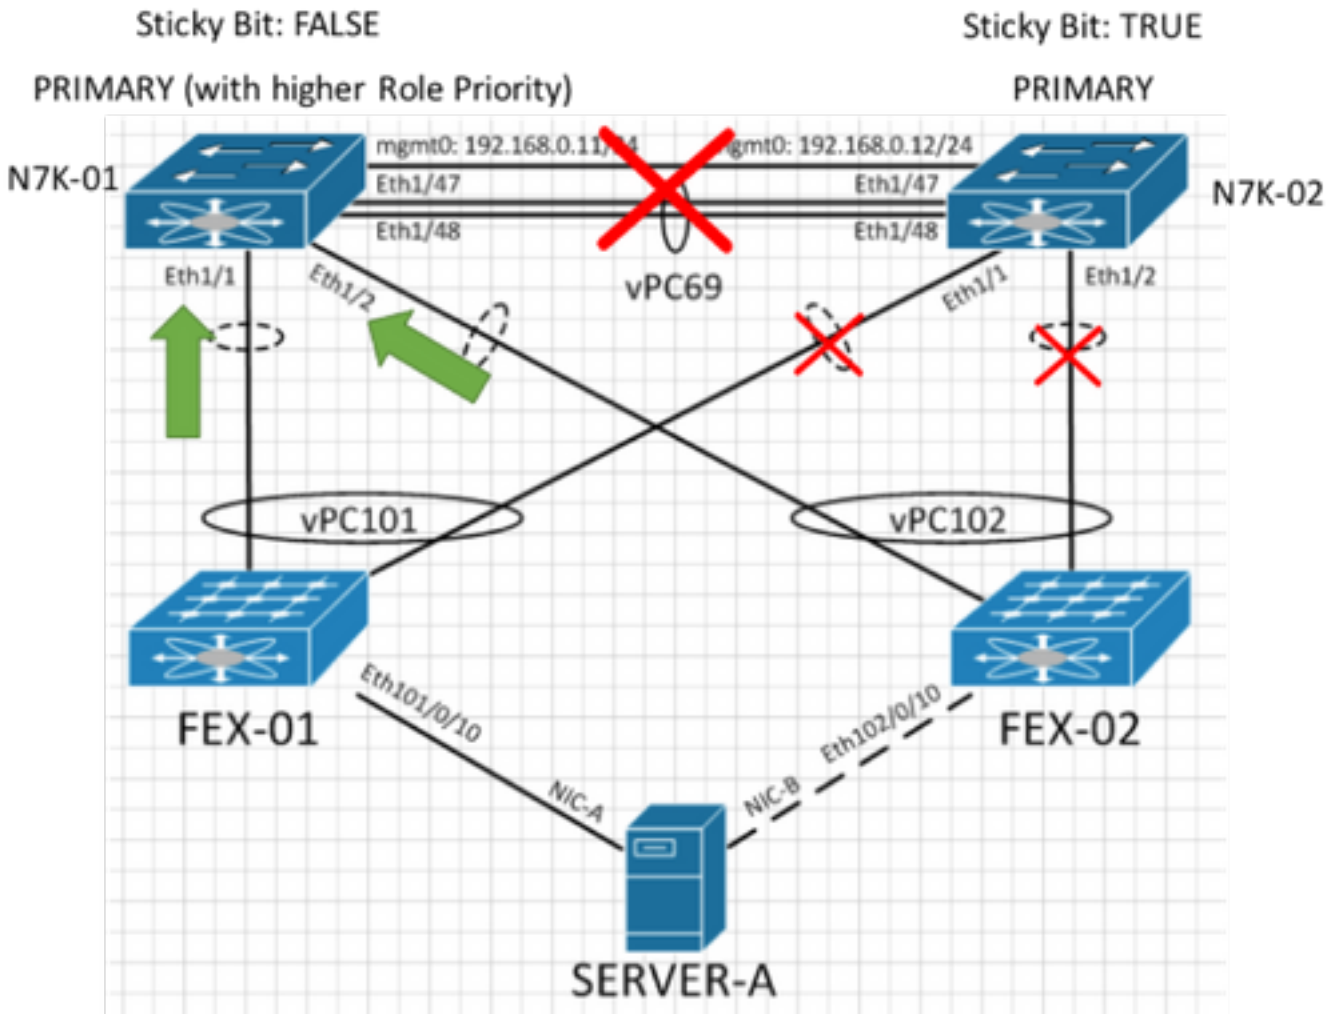 Sticky Bit: FALSE
Sticky Bit: TRUE
PRIMARY (with higher Role Priority)
PRIMARY
N7K-01
mgmt0: 192.168.0.11/24
gmt0: 192.168.0.12/24
N7K-02
Eth1/47
Eth1/47
Eth1/48
Eth1/48
vPC69
Eth1/1
Eth1/2
Eth1/1
Eth1/2
vPC101
vPC102
FEX-01
FEX-02
Eth101/0/10
Eth102/0/10
NIC-A
NIC-B
SERVER-A